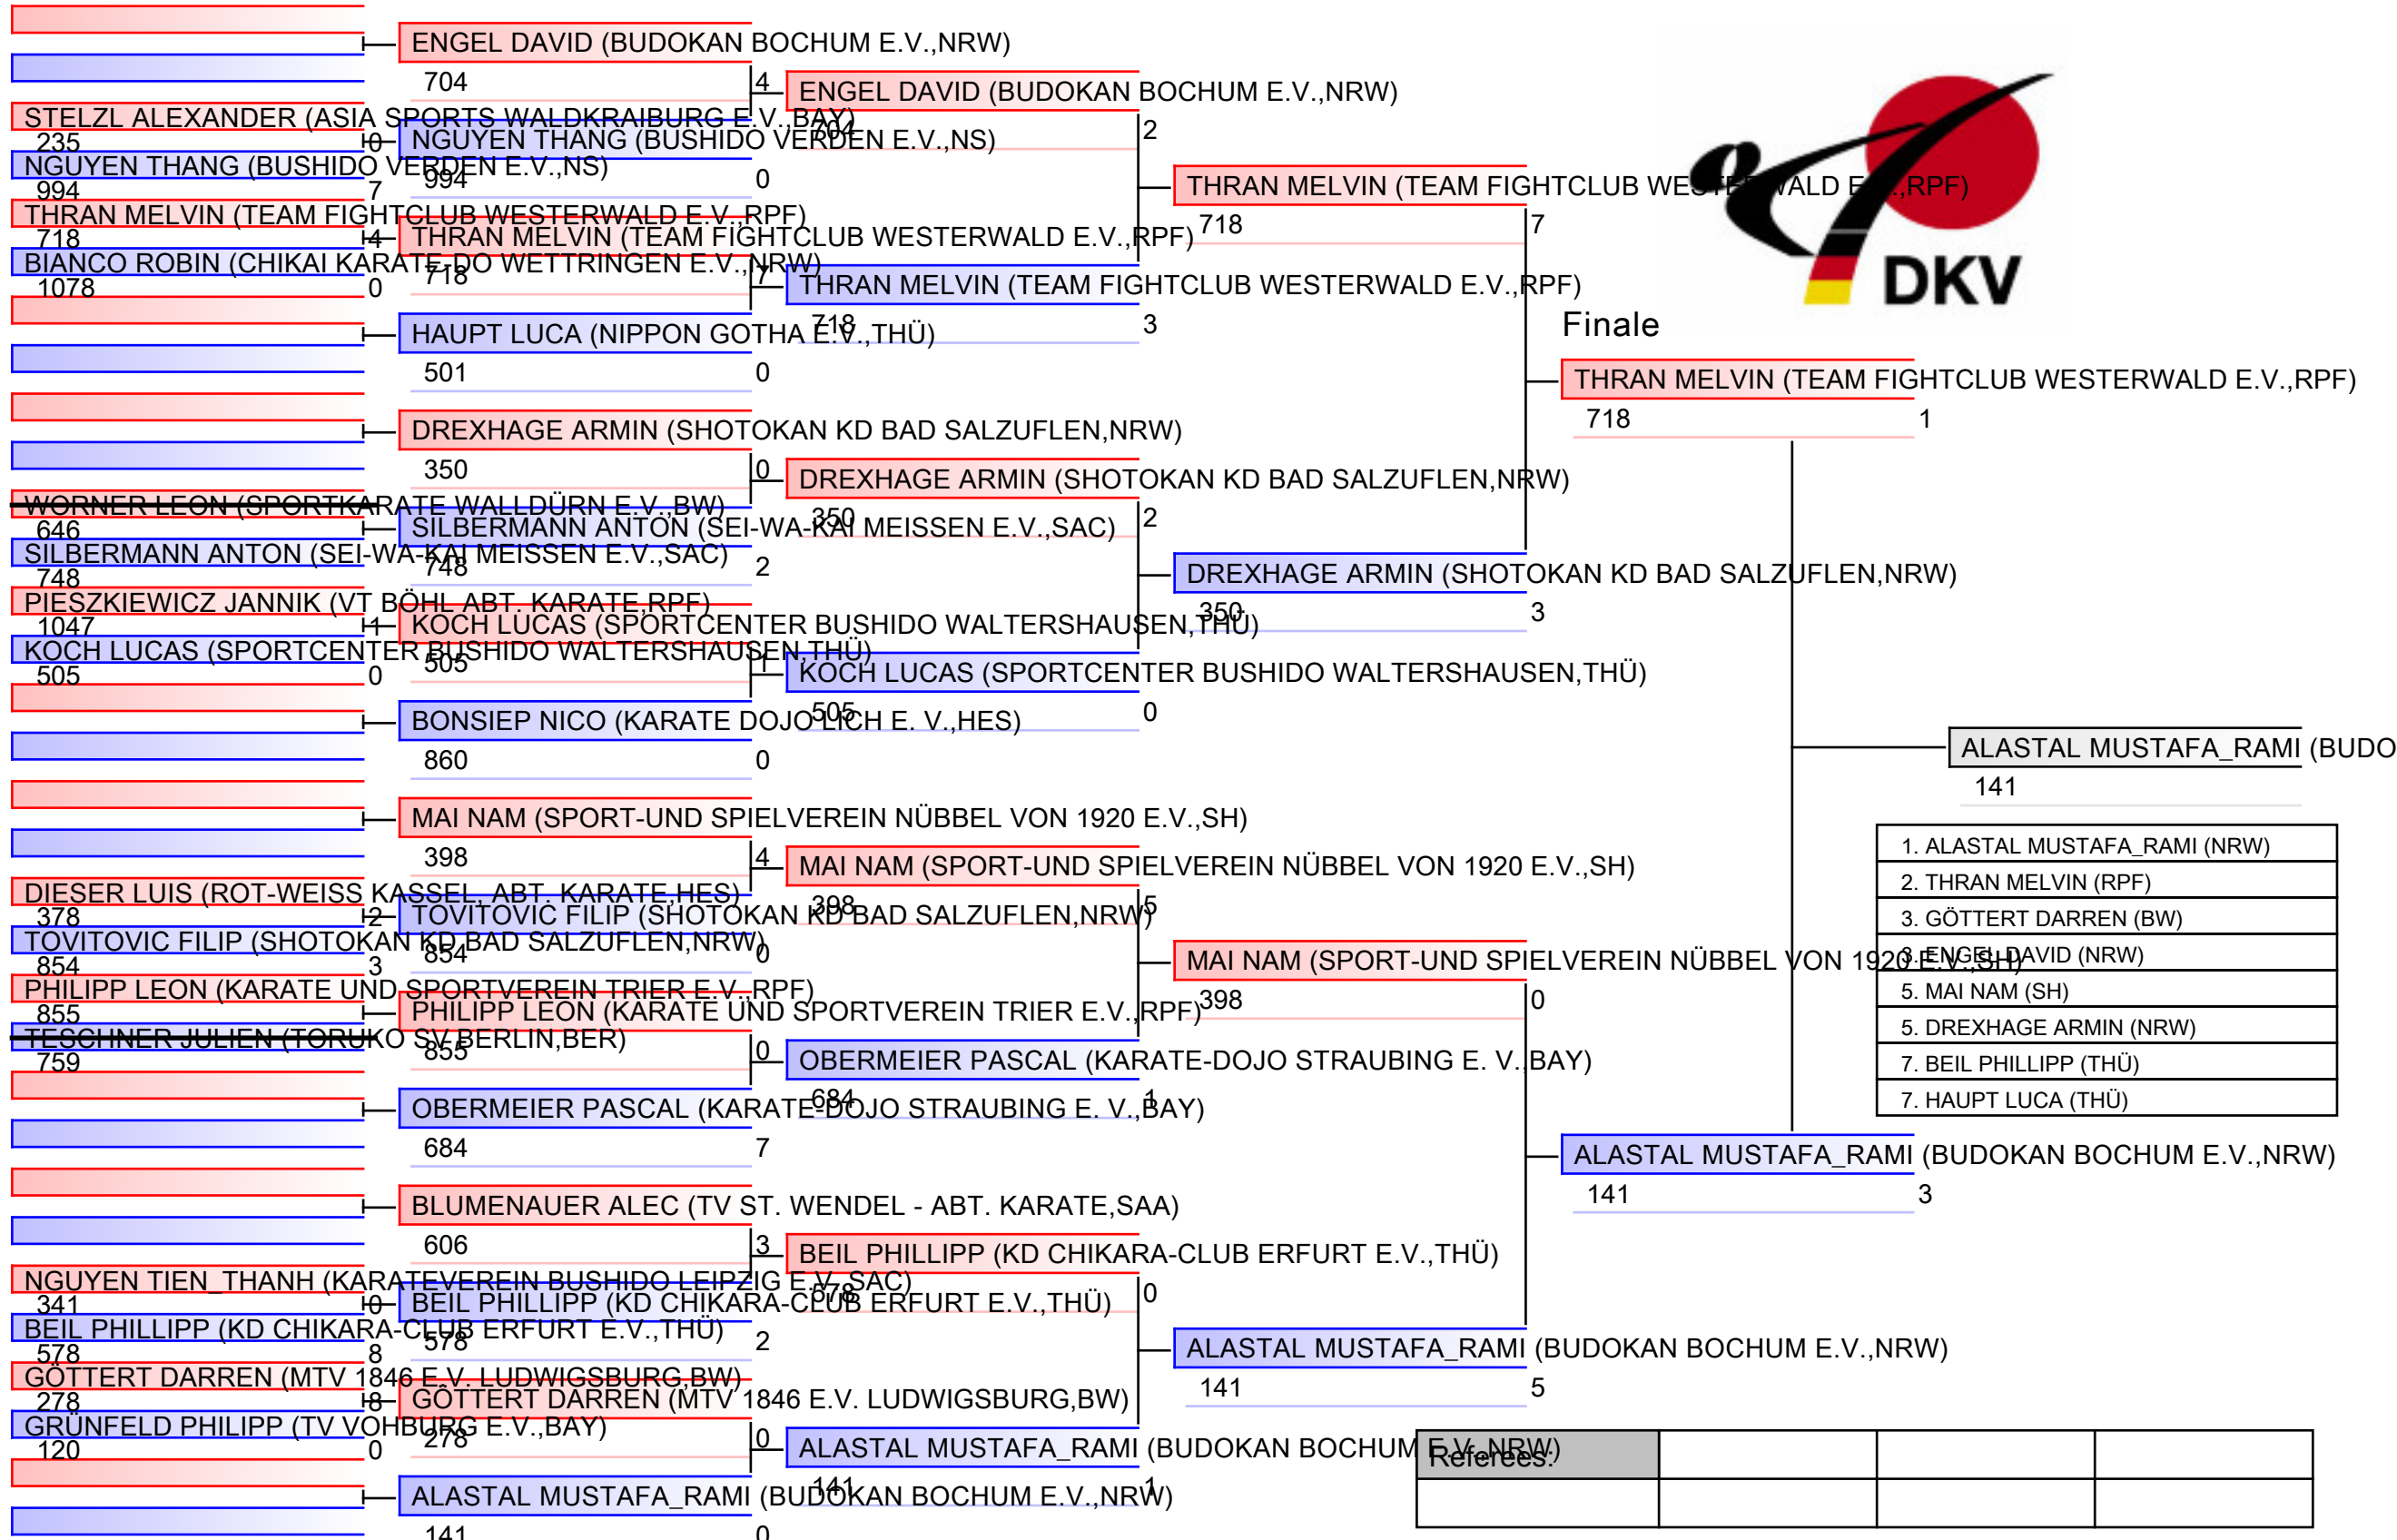 ENGEL DAVID (BUDOKAN BOCHUM E.V.,NRW)
704
4
STELZL ALEXANDER (ASIA SPORTS WALDKRAIBURG E.V.,BAY)
235
0
NGUYEN THANG (BUSHIDO VERDEN E.V.,NS)
994
7
NGUYEN THANG (BUSHIDO VERDEN E.V.,NS)
994
0
THRAN MELVIN (TEAM FIGHTCLUB WESTERWALD E.V.,RPF)
718
4
BIANCO ROBIN (CHIKAI KARATE-DO WETTRINGEN E.V.,NRW)
1078
0
THRAN MELVIN (TEAM FIGHTCLUB WESTERWALD E.V.,RPF)
718
7
HAUPT LUCA (NIPPON GOTHA E.V.,THÜ)
501
0
DREXHAGE ARMIN (SHOTOKAN KD BAD SALZUFLEN,NRW)
350
0
WORNER LEON (SPORTKARATE WALLDÜRN E.V.,BW)
646
SILBERMANN ANTON (SEI-WA-KAI MEISSEN E.V.,SAC)
748
SILBERMANN ANTON (SEI-WA-KAI MEISSEN E.V.,SAC)
748
2
PIESZKIEWICZ JANNIK (VT BÖHL ABT. KARATE,RPF)
1047
1
KOCH LUCAS (SPORTCENTER BUSHIDO WALTERSHAUSEN,THÜ)
505
0
KOCH LUCAS (SPORTCENTER BUSHIDO WALTERSHAUSEN,THÜ)
505
1
BONSIEP NICO (KARATE DOJO LICH E. V.,HES)
860
0
MAI NAM (SPORT-UND SPIELVEREIN NÜBBEL VON 1920 E.V.,SH)
398
4
DIESER LUIS (ROT-WEISS KASSEL, ABT. KARATE,HES)
378
2
TOVITOVIC FILIP (SHOTOKAN KD BAD SALZUFLEN,NRW)
854
3
TOVITOVIC FILIP (SHOTOKAN KD BAD SALZUFLEN,NRW)
854
0
PHILIPP LEON (KARATE UND SPORTVEREIN TRIER E.V.,RPF)
855
TESCHNER JULIEN (TORUKO SV BERLIN,BER)
759
PHILIPP LEON (KARATE UND SPORTVEREIN TRIER E.V.,RPF)
855
0
OBERMEIER PASCAL (KARATE-DOJO STRAUBING E. V.,BAY)
684
7
BLUMENAUER ALEC (TV ST. WENDEL - ABT. KARATE,SAA)
606
3
NGUYEN TIEN_THANH (KARATEVEREIN BUSHIDO LEIPZIG E.V.,SAC)
341
0
BEIL PHILLIPP (KD CHIKARA-CLUB ERFURT E.V.,THÜ)
578
8
BEIL PHILLIPP (KD CHIKARA-CLUB ERFURT E.V.,THÜ)
578
2
GÖTTERT DARREN (MTV 1846 E.V. LUDWIGSBURG,BW)
278
8
GRÜNFELD PHILIPP (TV VOHBURG E.V.,BAY)
120
0
GÖTTERT DARREN (MTV 1846 E.V. LUDWIGSBURG,BW)
278
0
ALASTAL MUSTAFA_RAMI (BUDOKAN BOCHUM E.V.,NRW)
141
0
ENGEL DAVID (BUDOKAN BOCHUM E.V.,NRW)
704
2
THRAN MELVIN (TEAM FIGHTCLUB WESTERWALD E.V.,RPF)
718
3
DREXHAGE ARMIN (SHOTOKAN KD BAD SALZUFLEN,NRW)
350
2
KOCH LUCAS (SPORTCENTER BUSHIDO WALTERSHAUSEN,THÜ)
505
0
MAI NAM (SPORT-UND SPIELVEREIN NÜBBEL VON 1920 E.V.,SH)
398
5
OBERMEIER PASCAL (KARATE-DOJO STRAUBING E. V.,BAY)
684
1
BEIL PHILLIPP (KD CHIKARA-CLUB ERFURT E.V.,THÜ)
578
0
ALASTAL MUSTAFA_RAMI (BUDOKAN BOCHUM E.V.,NRW)
141
1
THRAN MELVIN (TEAM FIGHTCLUB WESTERWALD E.V.,RPF)
718
7
DREXHAGE ARMIN (SHOTOKAN KD BAD SALZUFLEN,NRW)
350
3
MAI NAM (SPORT-UND SPIELVEREIN NÜBBEL VON 1920 E.V.,SH)
398
0
ALASTAL MUSTAFA_RAMI (BUDOKAN BOCHUM E.V.,NRW)
141
5
DKV
Finale
THRAN MELVIN (TEAM FIGHTCLUB WESTERWALD E.V.,RPF)
718
1
ALASTAL MUSTAFA_RAMI (BUDOKAN BOCHUM E.V.,NRW)
141
3
ALASTAL MUSTAFA_RAMI (BUDO
141
1. ALASTAL MUSTAFA_RAMI (NRW)
2. THRAN MELVIN (RPF)
3. GÖTTERT DARREN (BW)
3. ENGEL DAVID (NRW)
5. MAI NAM (SH)
5. DREXHAGE ARMIN (NRW)
7. BEIL PHILLIPP (THÜ)
7. HAUPT LUCA (THÜ)
Referees: